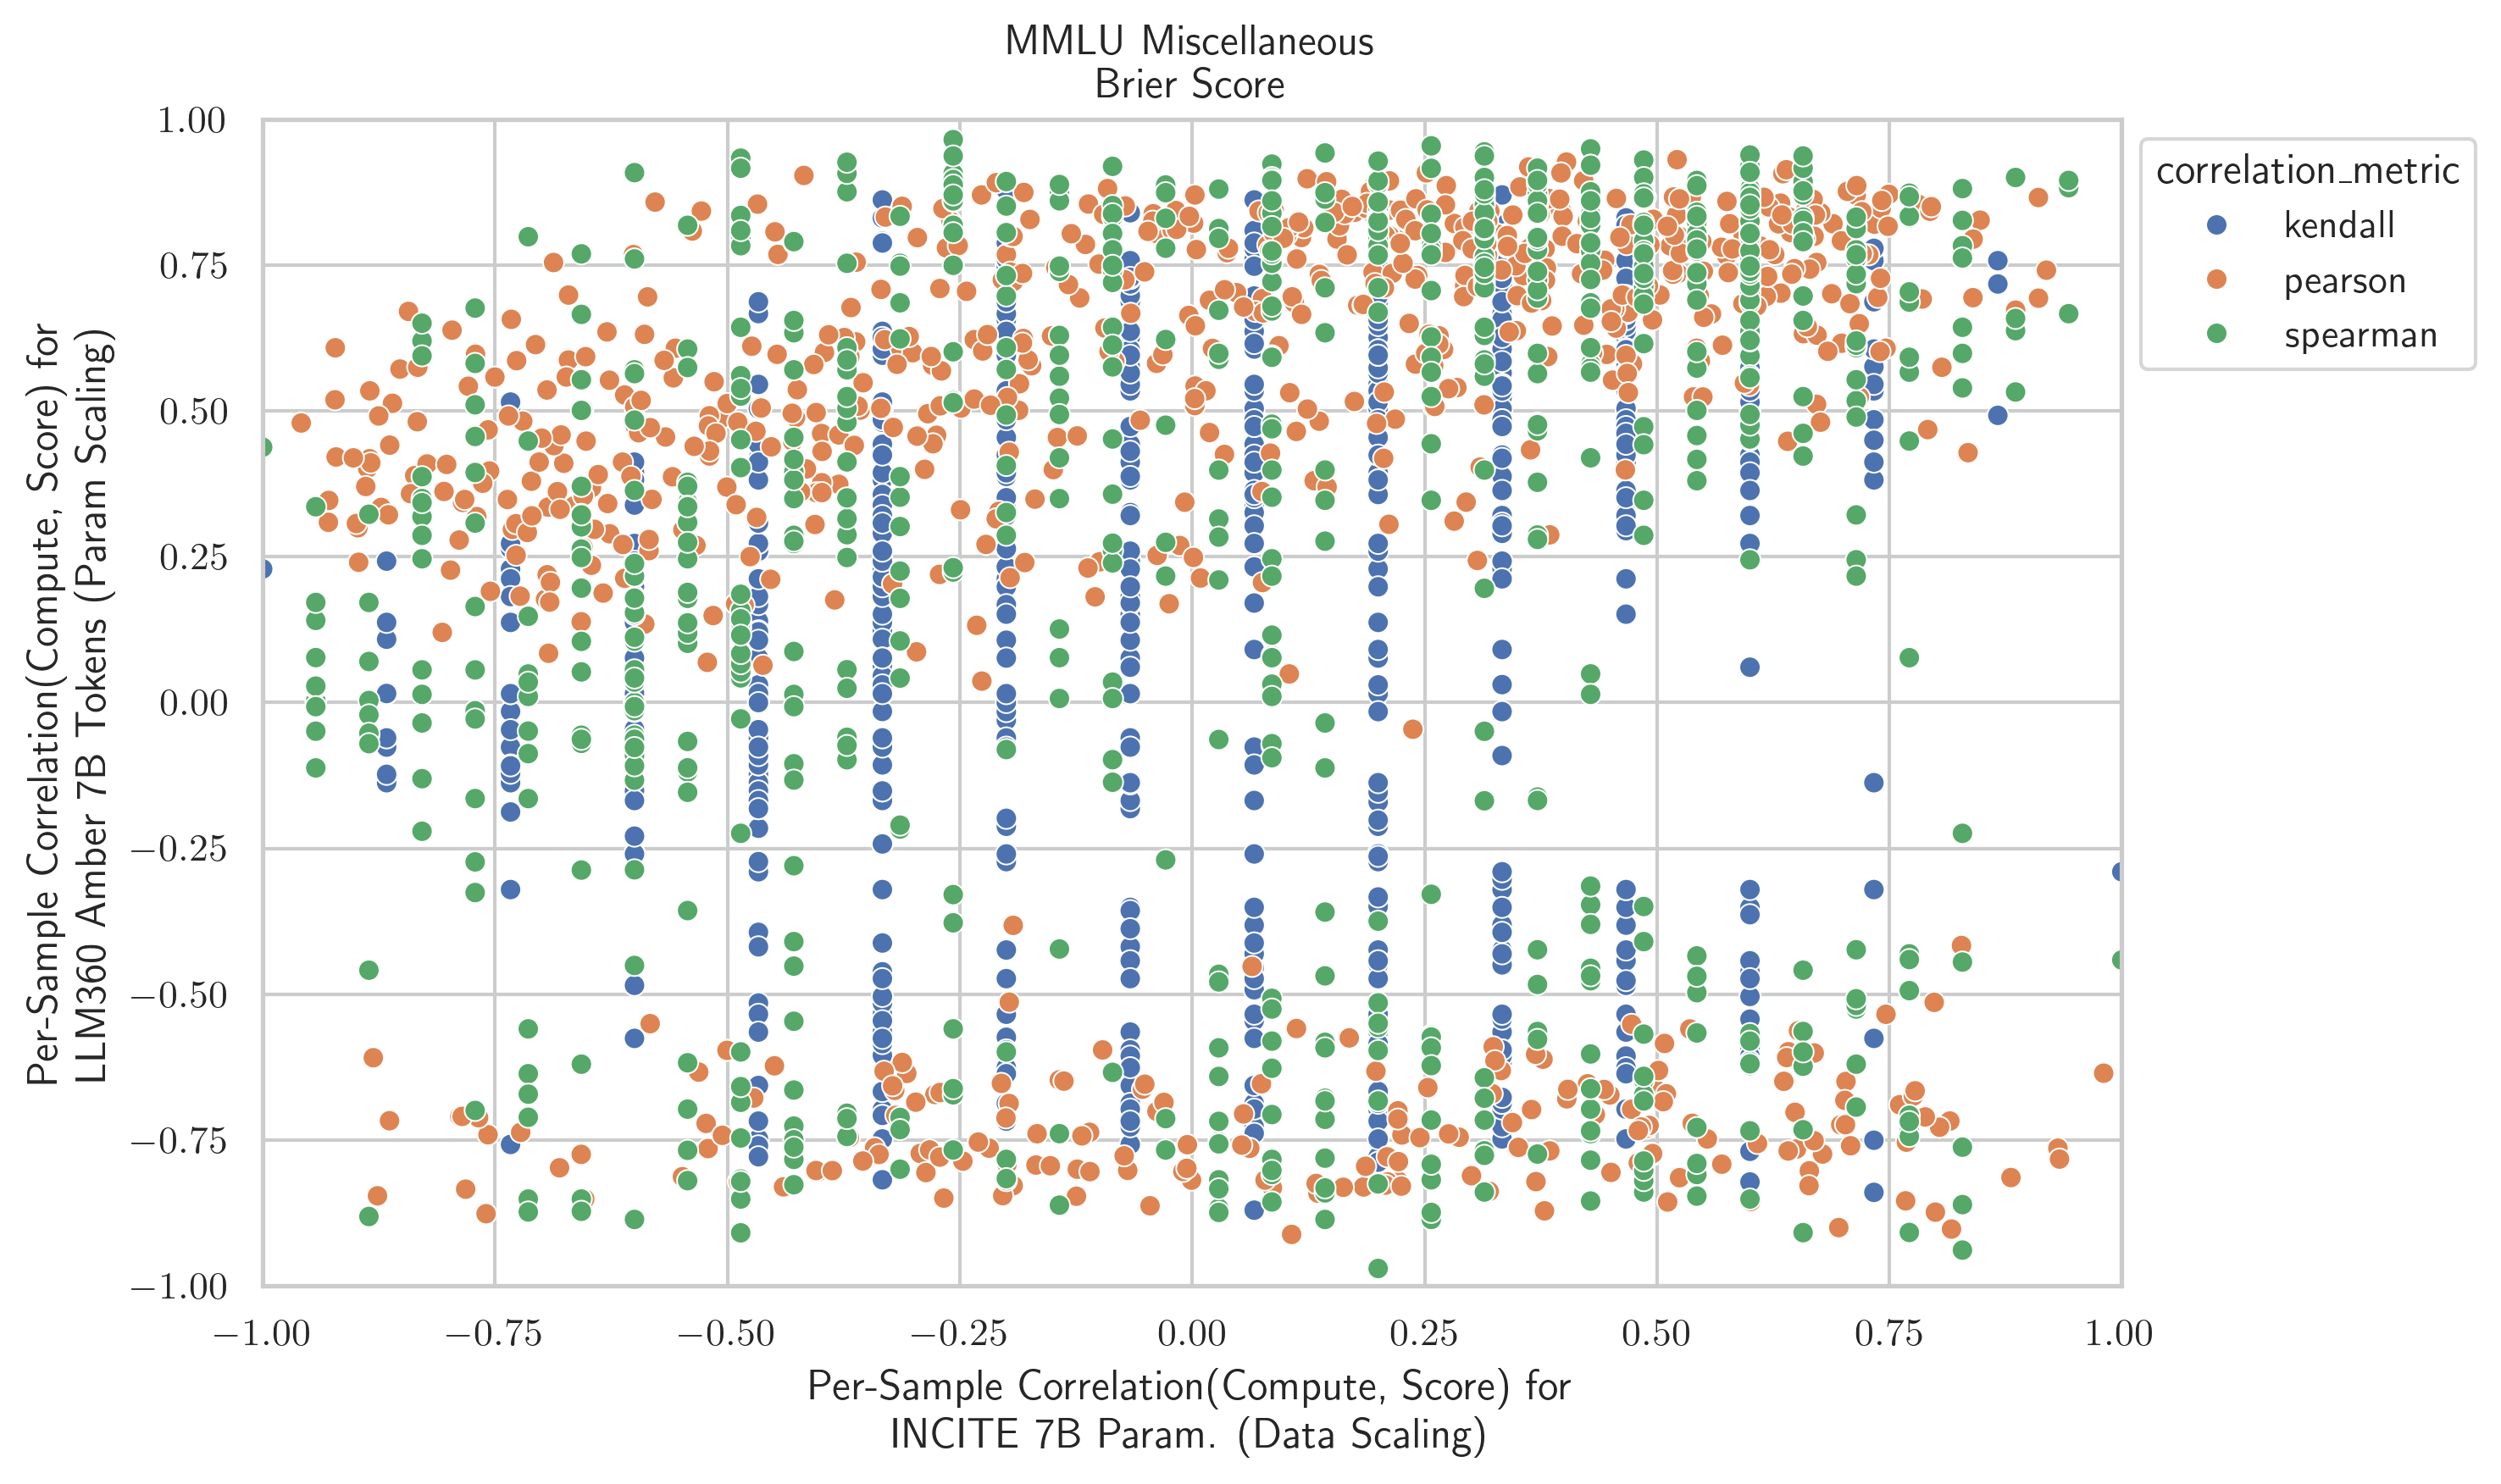 MMLU Miscellaneous
Brier Score
Per-Sample Correlation(Compute, Score) for
LLM360 Amber 7B Tokens (Param Scaling)
1.00
0.75
0.50
0.25
0.00
−0.25
−0.50
−0.75
−1.00
−1.00 −0.75 −0.50 −0.25 0.00 0.25 0.50 0.75 1.00
Per-Sample Correlation(Compute, Score) for
INCITE 7B Param. (Data Scaling)
correlation_metric
kendall
pearson
spearman